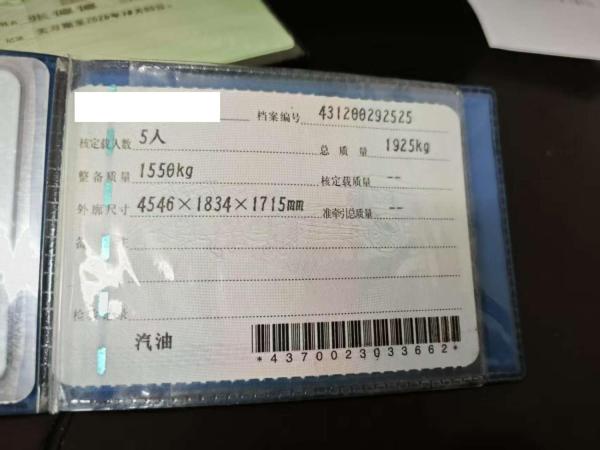 档案编号 431200292525
核定载人数 5人 总质量 1925kg
整备质量 1550kg 核定载质量 --
外廓尺寸 4546×1834×1715mm 准牵引总质量 --
汽油
*4370023033662*